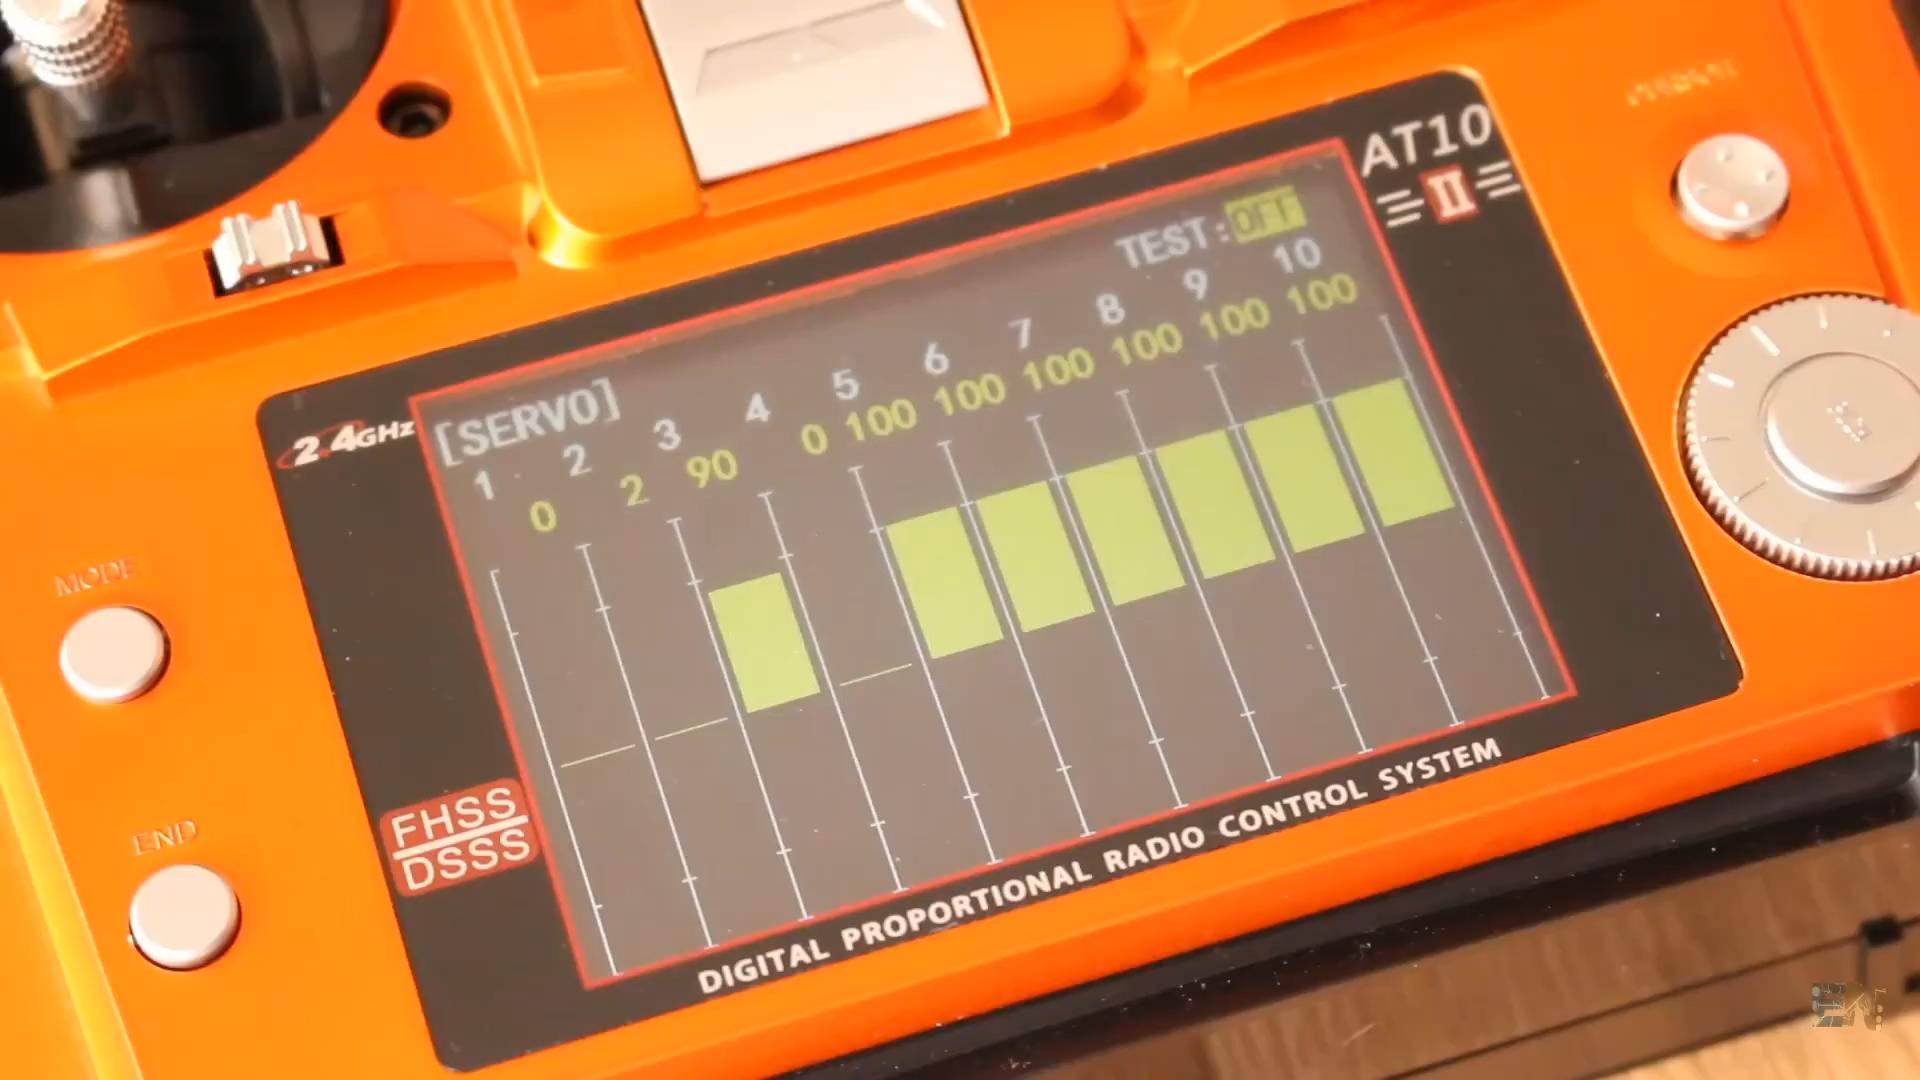 AT10
II
TEST:OFF
[SERVO]
1 2 3 4 5 6 7 8 9 10
0 2 90 0 100 100 100 100 100 100
2.4GHz
MODE
FHSS
DSSS
END
DIGITAL PROPORTIONAL RADIO CONTROL SYSTEM